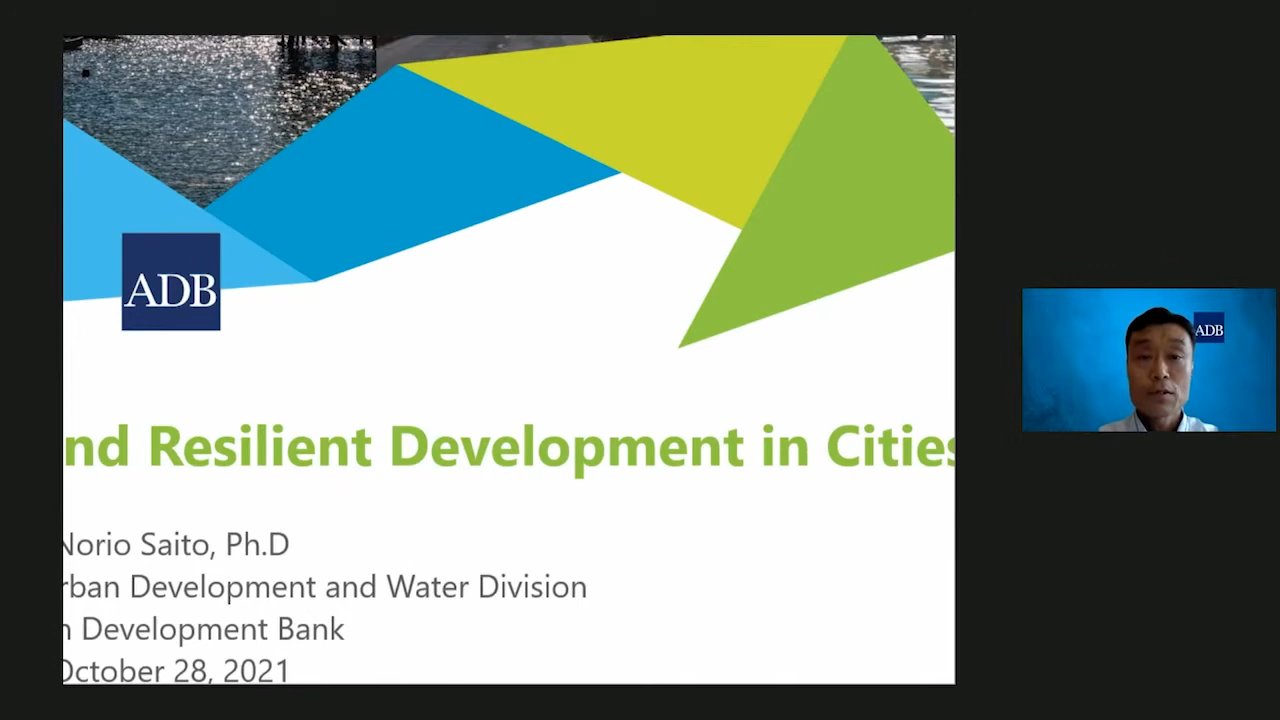 ADB
nd Resilient Development in Cities
Norio Saito, Ph.D
rban Development and Water Division
n Development Bank
October 28, 2021
ADB